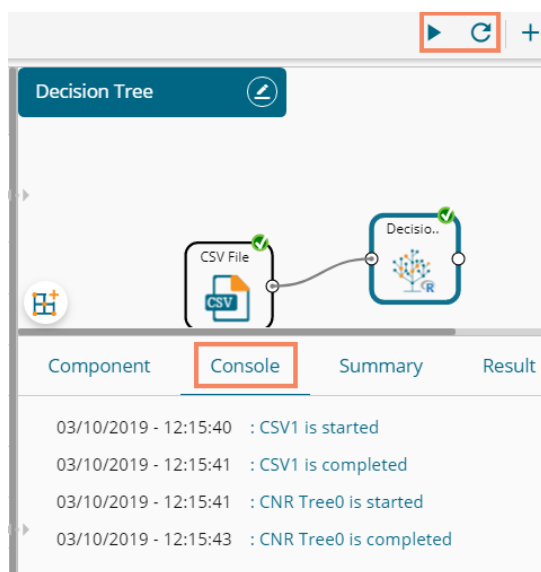 Decision Tree
Decisio..
CSV File
CSV
R
Component Console Summary Result
03/10/2019 - 12:15:40 : CSV1 is started
03/10/2019 - 12:15:41 : CSV1 is completed
03/10/2019 - 12:15:41 : CNR Tree0 is started
03/10/2019 - 12:15:43 : CNR Tree0 is completed